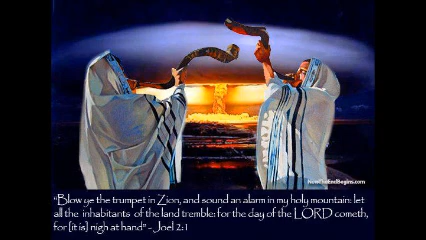 NowTheEndBegins.com
"Blow ye the trumpet in Zion, and sound an alarm in my holy mountain: let
all the inhabitants of the land tremble: for the day of the LORD cometh,
for [it is] nigh at hand" - Joel 2:1